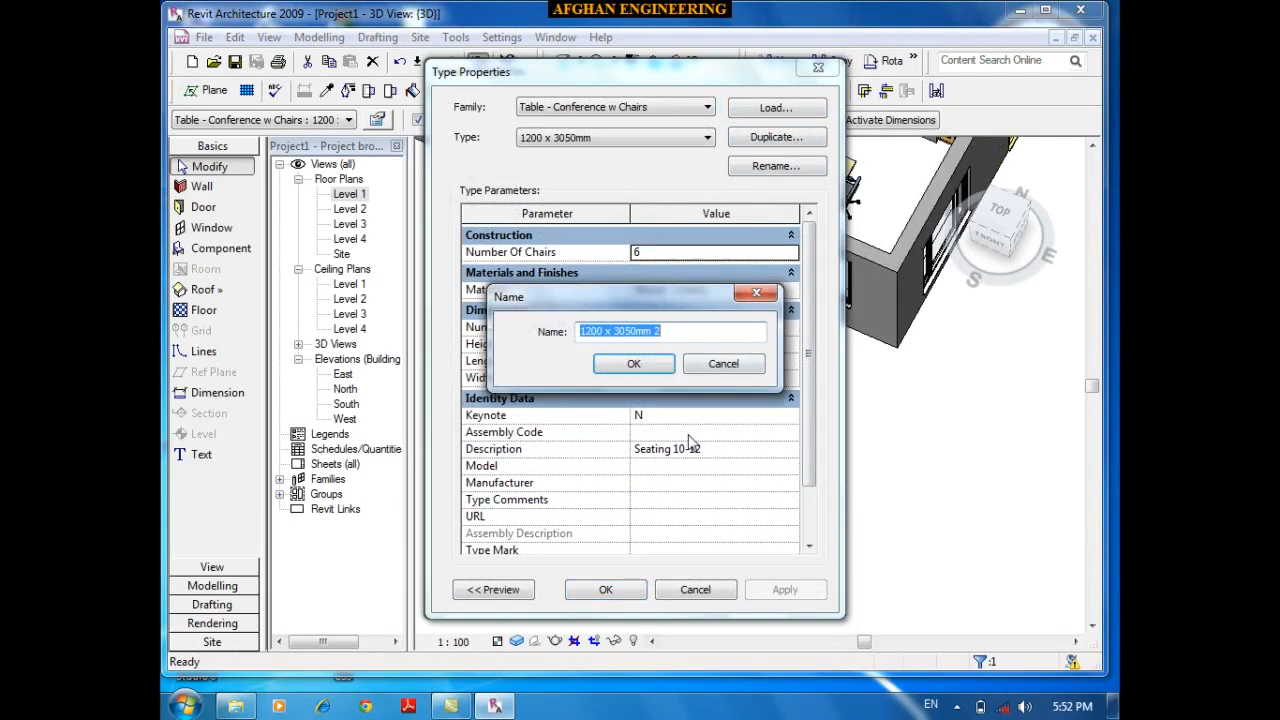 AFGHAN ENGINEERING
Revit Architecture 2009 - [Project1 - 3D View: {3D}]
File Edit View Modelling Drafting Site Tools Settings Window Help
Plane
Rota »
Content Search Online
Table - Conference w Chairs : 1200 :
Activate Dimensions
Basics
Modify
Wall
Door
Window
Component
Room
Roof »
Floor
Grid
Lines
Ref Plane
Dimension
Section
Level
Text
View
Modelling
Drafting
Rendering
Site
Project1 - Project brow...
Views (all)
Floor Plans
Level 1
Level 2
Level 3
Level 4
Site
Ceiling Plans
Level 1
Level 2
Level 3
Level 4
3D Views
Elevations (Building
East
North
South
West
Legends
Schedules/Quantities
Sheets (all)
Families
Groups
Revit Links
Type Properties
Family: Table - Conference w Chairs Load...
Type: 1200 x 3050mm Duplicate...
Rename...
Type Parameters:
Parameter Value
Construction
Number Of Chairs 6
Materials and Finishes
Name
Name: 1200 x 3050mm 2
OK Cancel
Identity Data
Keynote N
Assembly Code
Description Seating 10-12
Model
Manufacturer
Type Comments
URL
Assembly Description
Type Mark
<< Preview OK Cancel Apply
TOP
FRONT
N
E
S
1 : 100
Ready
:1
EN
5:52 PM